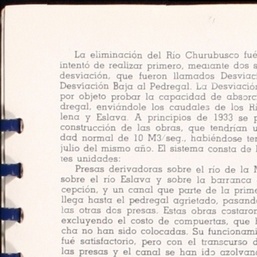 La eliminación del Río Churubusco fué
intentó de realizar primero, mediante dos s
desviación, que fueron llamados Desviac
Desviación Baja al Pedregal. La Desviación
por objeto probar la capacidad de absorc
dregal, enviándole los caudales de los Rí
lena y Eslava. A principios de 1933 se p
construcción de las obras, que tendrían u
dad normal de 10 M3/seg., habiéndose ter
julio del mismo año. El sistema consta de l
tes unidades:
Presas derivadoras sobre el río de la M
sobre el río Eslava y sobre la barranca
cepción, y un canal que parte de la prime
llega hasta el pedregal agrietado, pasando
las otras dos presas. Estas obras costaron
excluyendo el costo de compuertas, que l
cha no han sido colocadas. Su funcionami
fué satisfactorio, pero con el transcurso d
las presas y el canal se han ido azolvand